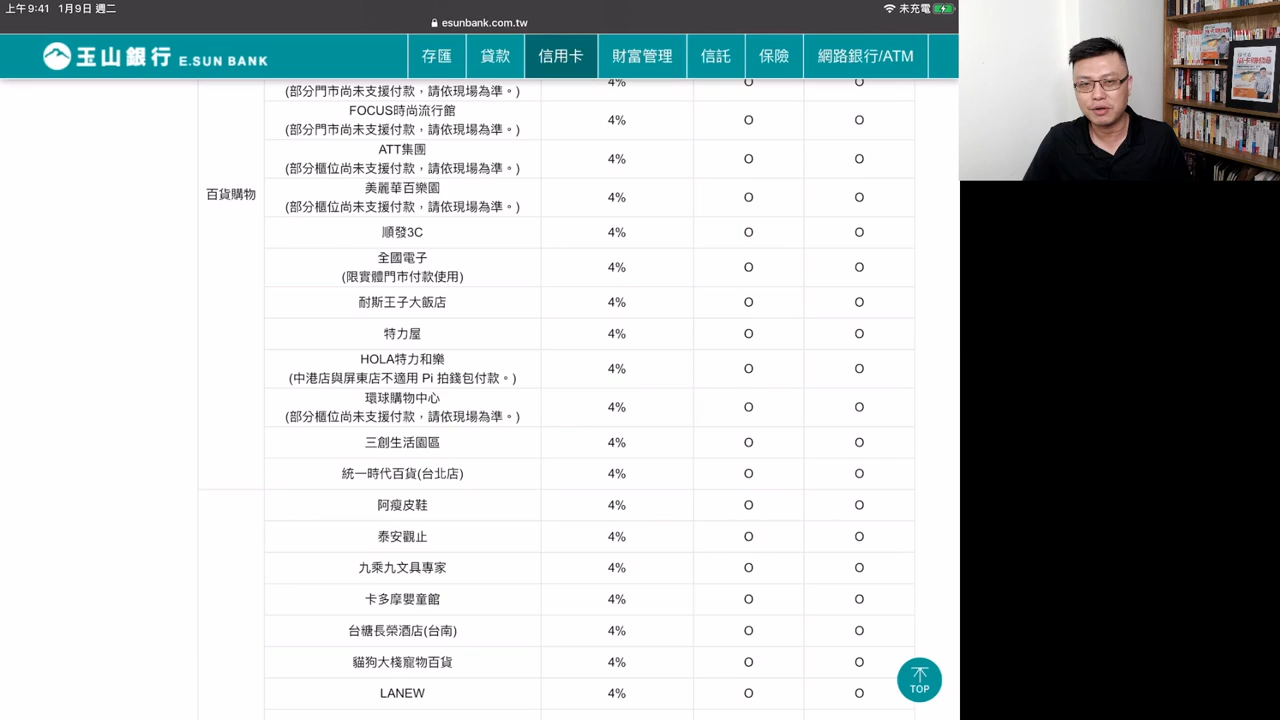 上午9:41 1月9日 週二
未充電
esunbank.com.tw
玉山銀行 E.SUN BANK
存匯
貸款
信用卡
財富管理
信託
保險
網路銀行/ATM
百貨購物
(部分門市尚未支援付款，請依現場為準。)
4% O O
FOCUS時尚流行館
(部分門市尚未支援付款，請依現場為準。)
4% O O
ATT集團
(部分櫃位尚未支援付款，請依現場為準。)
4% O O
美麗華百樂園
(部分櫃位尚未支援付款，請依現場為準。)
4% O O
順發3C 4% O O
全國電子
(限實體門市付款使用)
4% O O
耐斯王子大飯店 4% O O
特力屋 4% O O
HOLA特力和樂
(中港店與屏東店不適用 Pi 拍錢包付款。)
4% O O
環球購物中心
(部分櫃位尚未支援付款，請依現場為準。)
4% O O
三創生活園區 4% O O
統一時代百貨(台北店) 4% O O
阿瘦皮鞋 4% O O
泰安觀止 4% O O
九乘九文具專家 4% O O
卡多摩嬰童館 4% O O
台糖長榮酒店(台南) 4% O O
貓狗大棧寵物百貨 4% O O
LANEW 4% O O
TOP